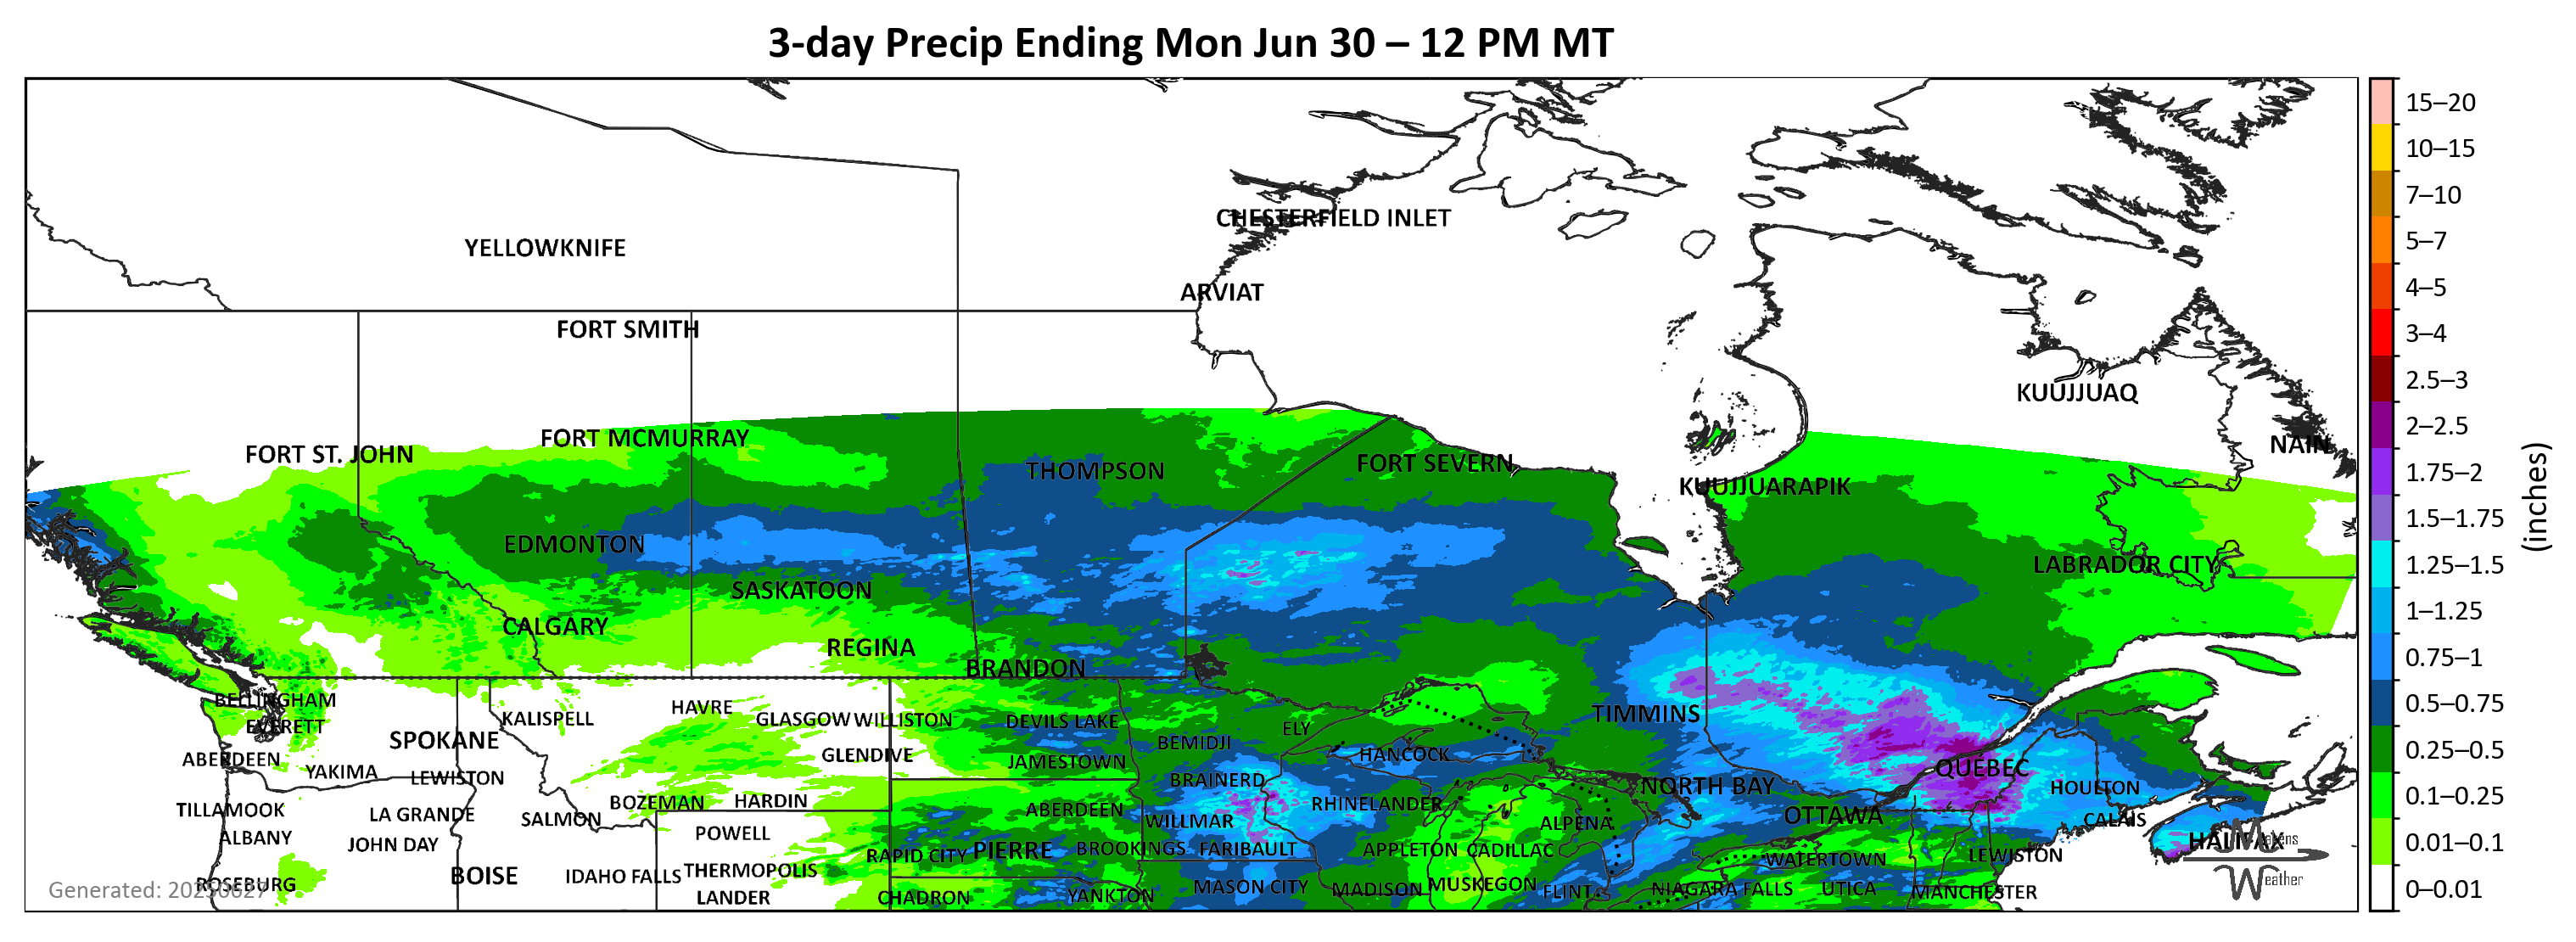 3-day Precip Ending Mon Jun 30 – 12 PM MT
CHESTERFIELD INLET
YELLOWKNIFE
ARVIAT
FORT SMITH
KUUJJUAQ
FORT MCMURRAY
NAIN
FORT ST. JOHN
FORT SEVERN
THOMPSON
KUUJJUARAPIK
EDMONTON
LABRADOR CITY
SASKATOON
CALGARY
REGINA
BRANDON
BELLINGHAM
HAVRE
TIMMINS
KALISPELL
GLASGOW
WILLISTON
DEVILS LAKE
EVERETT
ELY
SPOKANE
BEMIDJI
GLENDIVE
HANCOCK
ABERDEEN
JAMESTOWN
QUEBEC
YAKIMA
LEWISTON
BRAINERD
NORTH BAY
HOULTON
BOZEMAN
HARDIN
RHINELANDER
TILLAMOOK
LA GRANDE
SALMON
ABERDEEN
OTTAWA
CALAIS
WILLMAR
ALPENA
ALBANY
POWELL
HALIFAX
Makens
JOHN DAY
PIERRE
BROOKINGS
FARIBAULT
APPLETON
CADILLAC
RAPID CITY
WATERTOWN
LEWISTON
THERMOPOLIS
BOISE
IDAHO FALLS
Weather
ROSEBURG
MASON CITY
MADISON
MUSKEGON
FLINT
NIAGARA FALLS
UTICA
MANCHESTER
LANDER
CHADRON
YANKTON
Generated: 20250627
15–20
10–15
7–10
5–7
4–5
3–4
2.5–3
2–2.5
1.75–2
1.5–1.75
1.25–1.5
1–1.25
0.75–1
0.5–0.75
0.25–0.5
0.1–0.25
0.01–0.1
0–0.01
(inches)